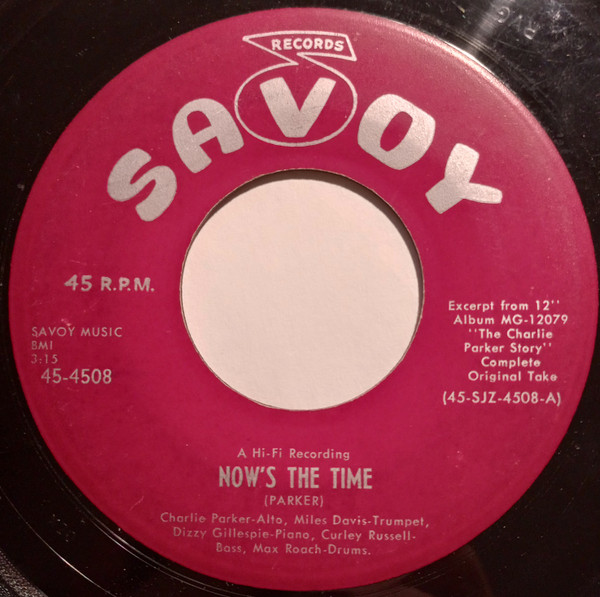 RECORDS
SAVOY
45 R.P.M.
SAVOY MUSIC
BMI
3:15
45-4508
Excerpt from 12''
Album MG-12079
"The Charlie
Parker Story"
Complete
Original Take
(45-SJZ-4508-A)
A Hi-Fi Recording
NOW'S THE TIME
(PARKER)
Charlie Parker-Alto, Miles Davis-Trumpet,
Dizzy Gillespie-Piano, Curley Russell-
Bass, Max Roach-Drums.